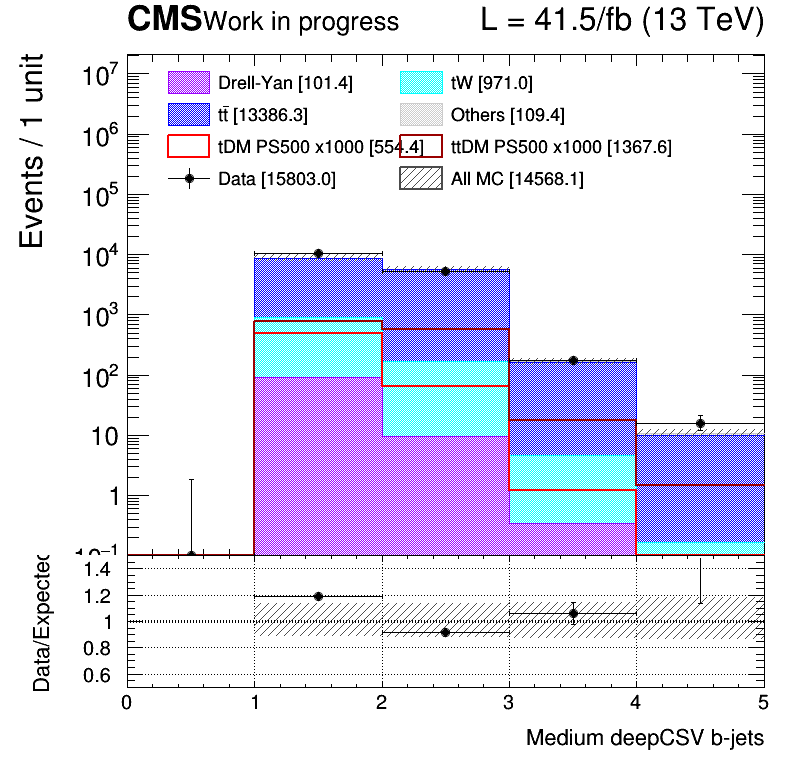 CMS Work in progress L = 41.5/fb (13 TeV)
Events / 1 unit
10⁷
10⁶
10⁵
10⁴
10³
10²
10
1
10⁻¹
Drell-Yan [101.4]
tW [971.0]
tt̄ [13386.3]
Others [109.4]
tDM PS500 x1000 [554.4]
ttDM PS500 x1000 [1367.6]
Data [15803.0]
All MC [14568.1]
Data/Expected
1.4
1.2
1
0.8
0.6
0 1 2 3 4 5
Medium deepCSV b-jets